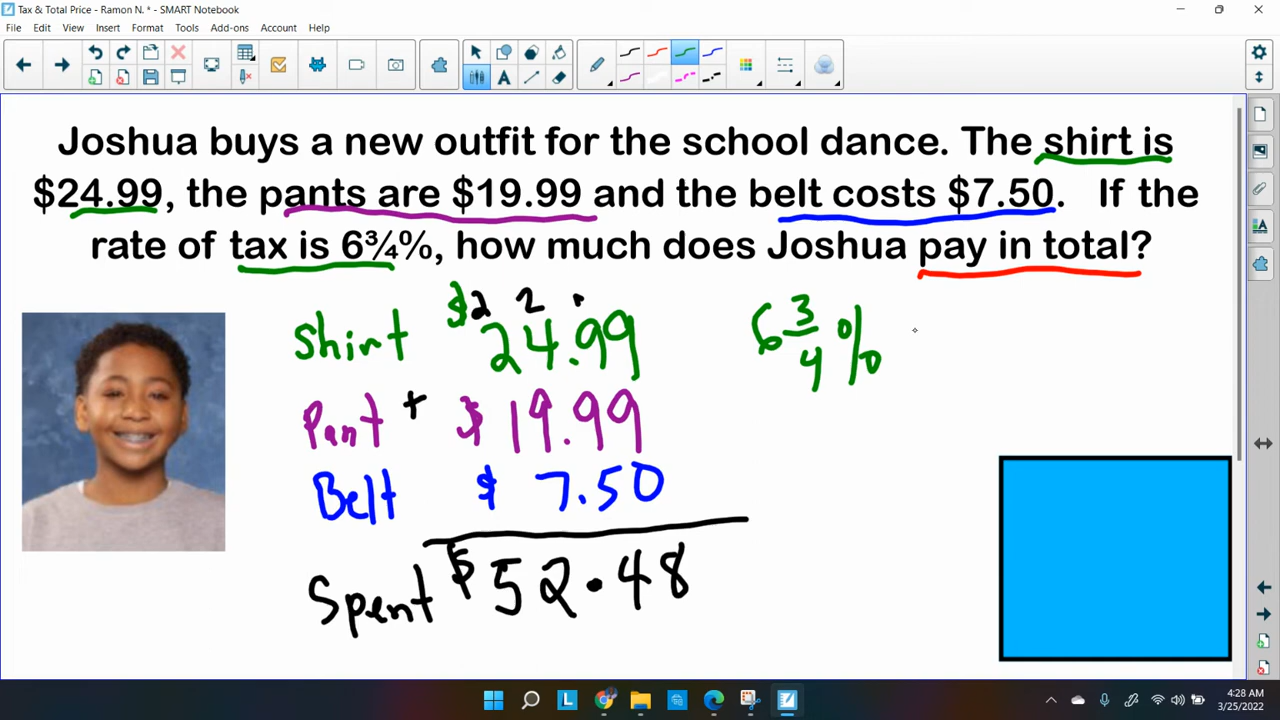 Tax & Total Price - Ramon N. * - SMART Notebook
File Edit View Insert Format Tools Add-ons Account Help
Joshua buys a new outfit for the school dance. The shirt is
$24.99, the pants are $19.99 and the belt costs $7.50. If the
rate of tax is 6¾%, how much does Joshua pay in total?
2 2
Shirt $24.99 6 3/4 %
Pant + $19.99
Belt $7.50
Spent $52.48
4:28 AM
3/25/2022